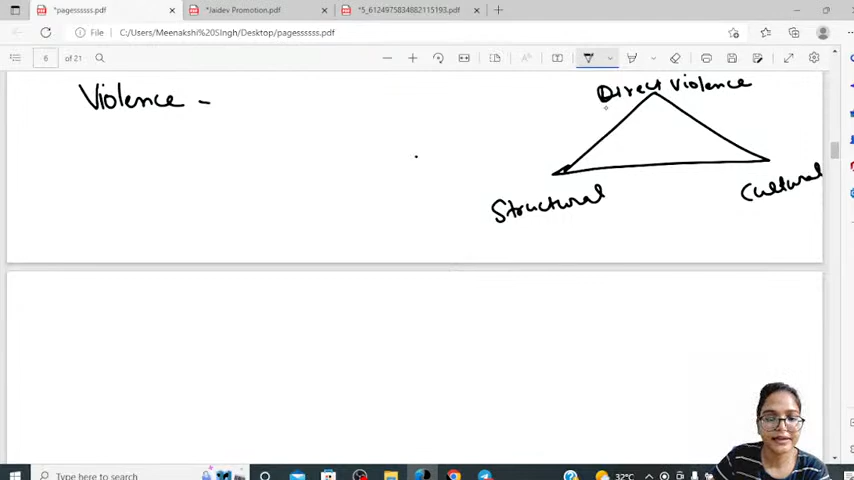 *pagessssss.pdf
*Jaidev Promotion.pdf
*5_6124975834882115193.pdf
File
C:/Users/Meenakshi%20SIngh/Desktop/pagessssss.pdf
6 of 21
Direct Violence
Violence -
Structural
Cultural
Type here to search
32°C